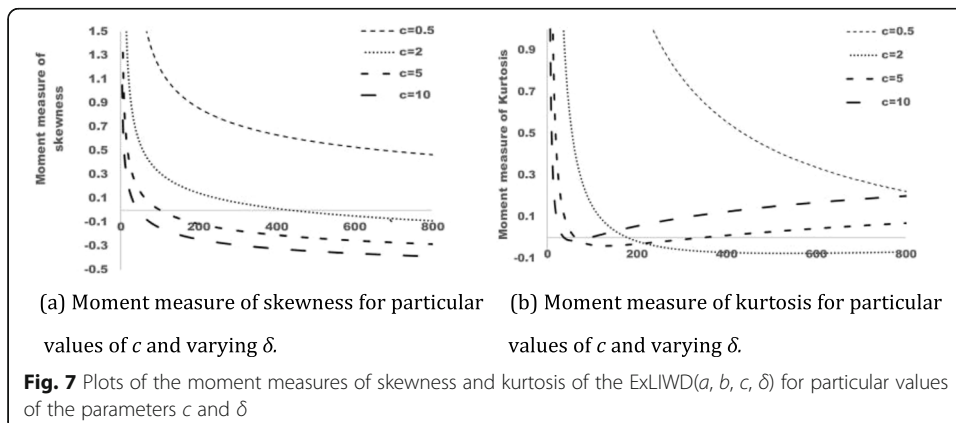 1.5
1.3
1.1
0.9
0.7
0.5
0.3
0.1
-0.1
-0.3
-0.5
Moment measure of
skewness
0 200 400 600 800
c=0.5
c=2
c=5
c=10
0.9
0.7
0.5
0.3
0.1
-0.1
Moment measure of Kurtosis
0 200 400 600 800
c=0.5
c=2
c=5
c=10
(a) Moment measure of skewness for particular
values of c and varying δ.
(b) Moment measure of kurtosis for particular
values of c and varying δ.
Fig. 7 Plots of the moment measures of skewness and kurtosis of the ExLIWD(a, b, c, δ) for particular values
of the parameters c and δ